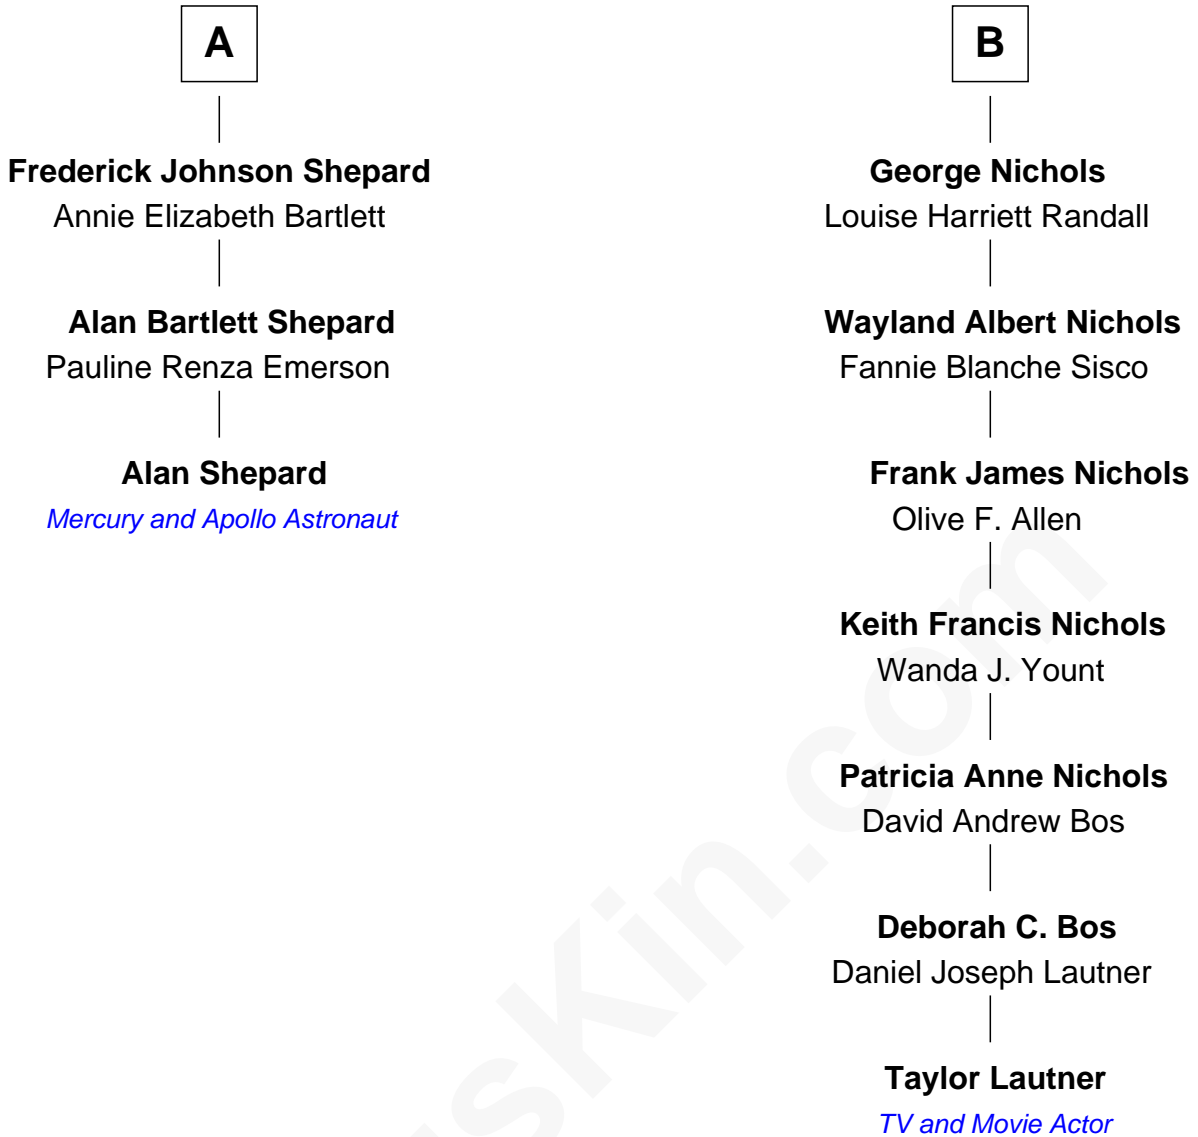 A
Frederick Johnson Shepard
Annie Elizabeth Bartlett
Alan Bartlett Shepard
Pauline Renza Emerson
Alan Shepard
Mercury and Apollo Astronaut
B
George Nichols
Louise Harriett Randall
Wayland Albert Nichols
Fannie Blanche Sisco
Frank James Nichols
Olive F. Allen
Keith Francis Nichols
Wanda J. Yount
Patricia Anne Nichols
David Andrew Bos
Deborah C. Bos
Daniel Joseph Lautner
Taylor Lautner
TV and Movie Actor